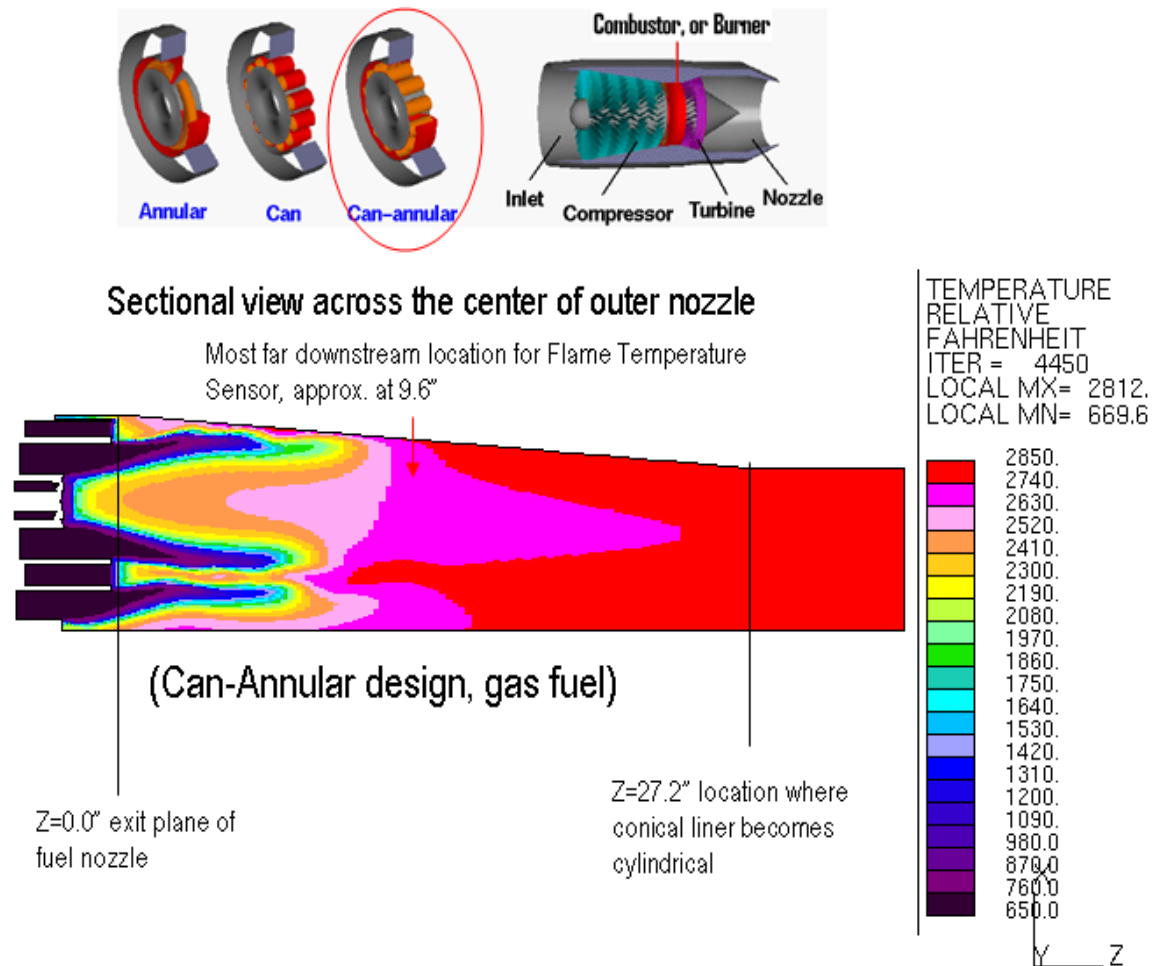 Combustor, or Burner
Annular
Can
Can-annular
Inlet
Compressor
Turbine
Nozzle
Sectional view across the center of outer nozzle
Most far downstream location for Flame Temperature
Sensor, approx. at 9.6”
(Can-Annular design, gas fuel)
Z=0.0” exit plane of
fuel nozzle
Z=27.2” location where
conical liner becomes
cylindrical
TEMPERATURE
RELATIVE
FAHRENHEIT
ITER = 4450
LOCAL MX= 2812.
LOCAL MN= 669.6
2850.
2740.
2630.
2520.
2410.
2300.
2190.
2080.
1970.
1860.
1750.
1640.
1530.
1420.
1310.
1200.
1090.
980.0
870.0
760.0
650.0
X
Y
Z